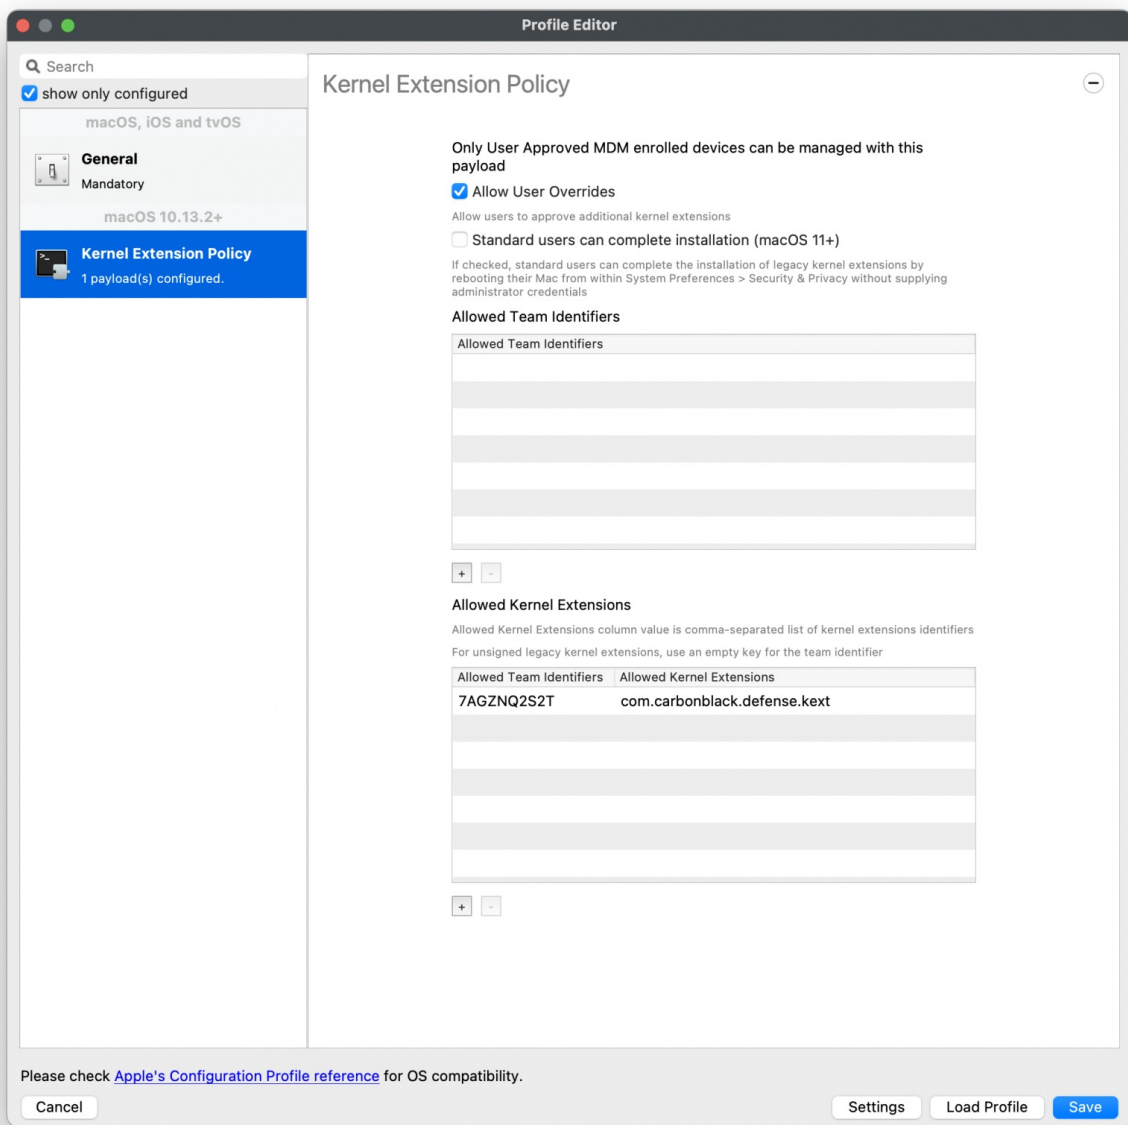 Profile Editor
Search
show only configured
macOS, iOS and tvOS
General
Mandatory
macOS 10.13.2+
Kernel Extension Policy
1 payload(s) configured.
Kernel Extension Policy
Only User Approved MDM enrolled devices can be managed with this
payload
Allow User Overrides
Allow users to approve additional kernel extensions
Standard users can complete installation (macOS 11+)
If checked, standard users can complete the installation of legacy kernel extensions by
rebooting their Mac from within System Preferences > Security & Privacy without supplying
administrator credentials
Allowed Team Identifiers
Allowed Team Identifiers
+ -
Allowed Kernel Extensions
Allowed Kernel Extensions column value is comma-separated list of kernel extensions identifiers
For unsigned legacy kernel extensions, use an empty key for the team identifier
Allowed Team Identifiers Allowed Kernel Extensions
7AGZNQ2S2T com.carbonblack.defense.kext
+ -
Please check Apple's Configuration Profile reference for OS compatibility.
Cancel Settings Load Profile Save